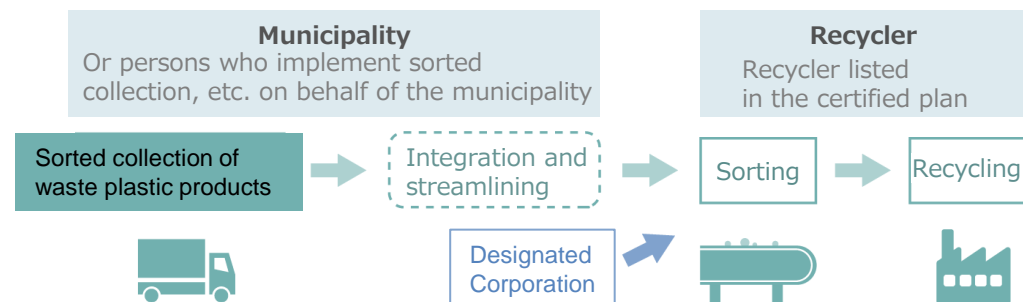 Municipality
Or persons who implement sorted
collection, etc. on behalf of the municipality
Recycler
Recycler listed
in the certified plan
Sorted collection of
waste plastic products
Integration and
streamlining
Sorting
Recycling
Designated
Corporation